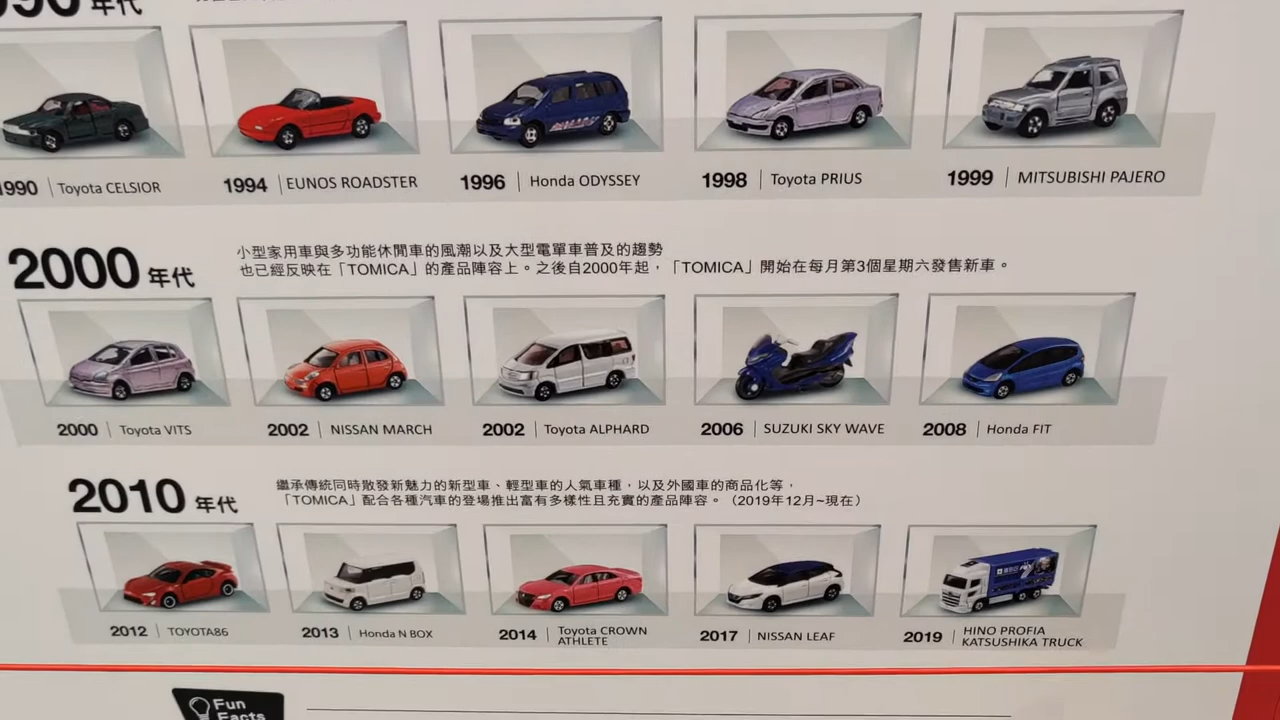 年代
1990 Toyota CELSIOR
1994 EUNOS ROADSTER
1996 Honda ODYSSEY
1998 Toyota PRIUS
1999 MITSUBISHI PAJERO
2000 年代
小型家用車與多功能休閒車的風潮以及大型電單車普及的趨勢
也已經反映在「TOMICA」的產品陣容上。之後自2000年起，「TOMICA」開始在每月第3個星期六發售新車。
2000 Toyota VITS
2002 NISSAN MARCH
2002 Toyota ALPHARD
2006 SUZUKI SKY WAVE
2008 Honda FIT
2010 年代
繼承傳統同時散發新魅力的新型車、輕型車的人氣車種，以及外國車的商品化等，
「TOMICA」配合各種汽車的登場推出富有多樣性且充實的產品陣容。（2019年12月~現在）
2012 TOYOTA86
2013 Honda N BOX
2014 Toyota CROWN
ATHLETE
2017 NISSAN LEAF
2019 HINO PROFIA
KATSUSHIKA TRUCK
Fun
Facts